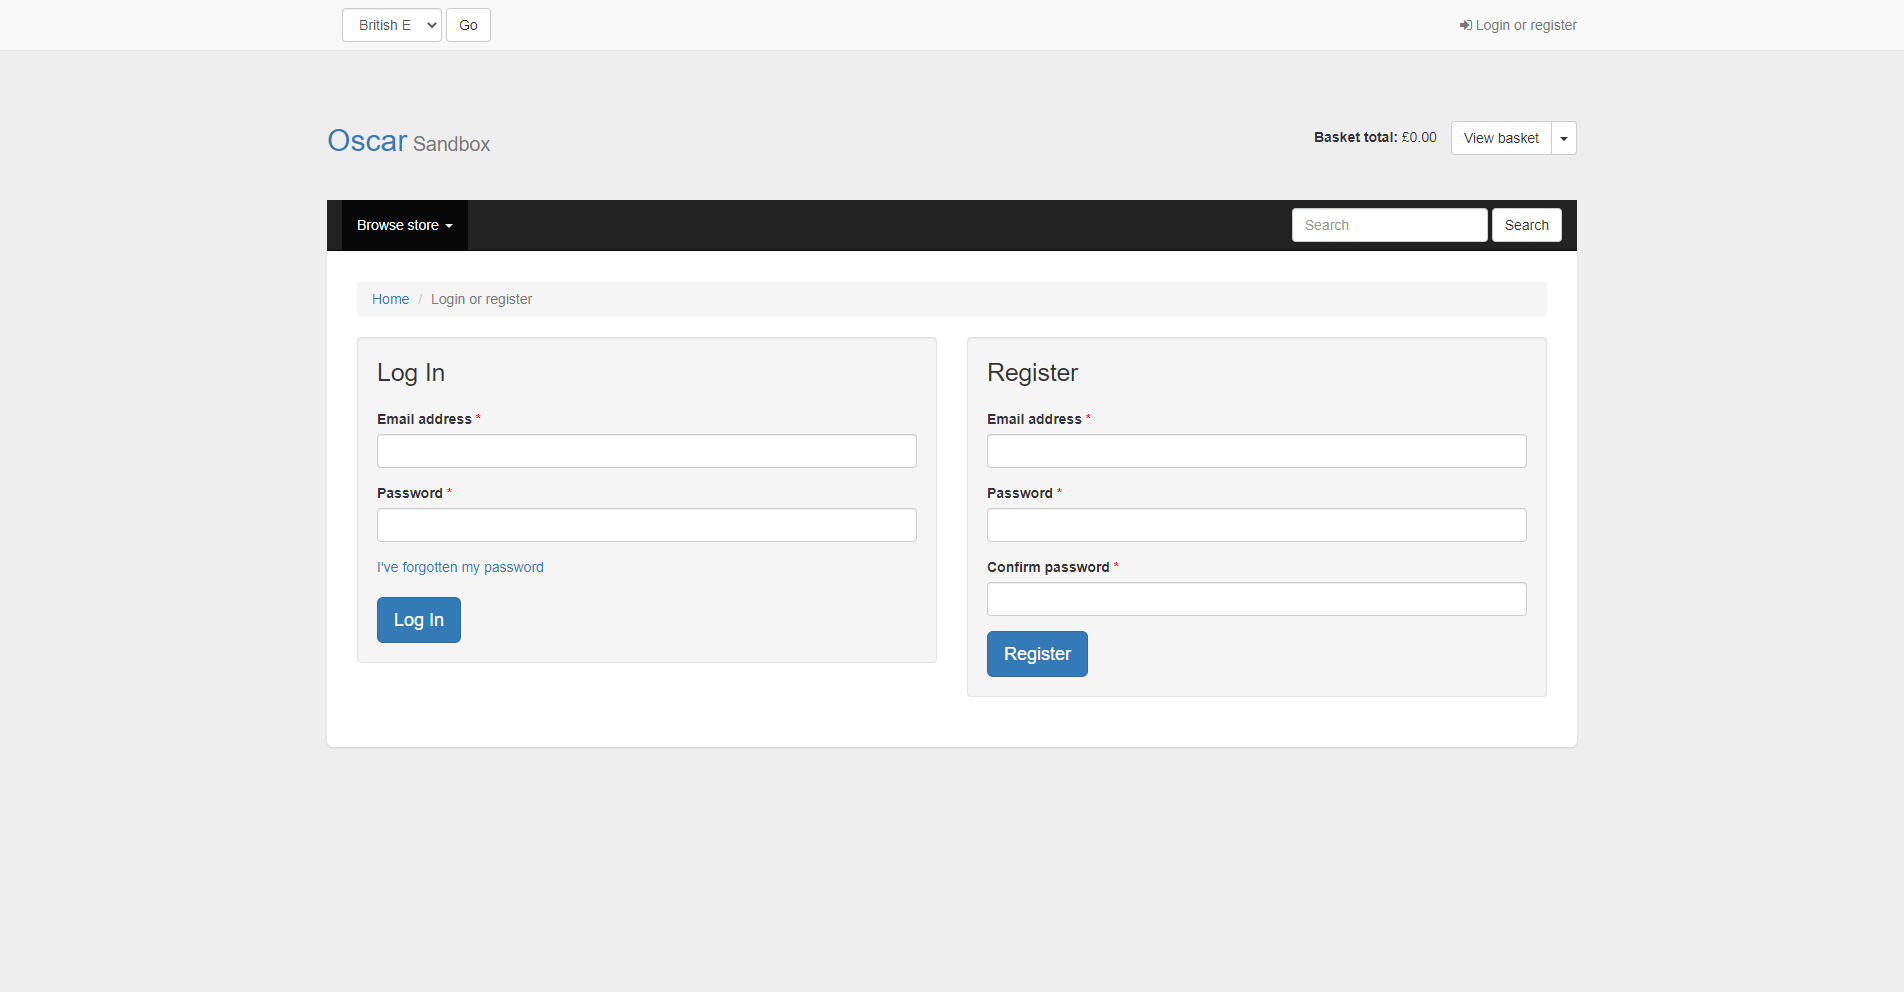 British E
Go
Login or register
Oscar Sandbox
Basket total: £0.00
View basket
Browse store
Search
Search
Home / Login or register
Log In
Email address *
Password *
I've forgotten my password
Log In
Register
Email address *
Password *
Confirm password *
Register